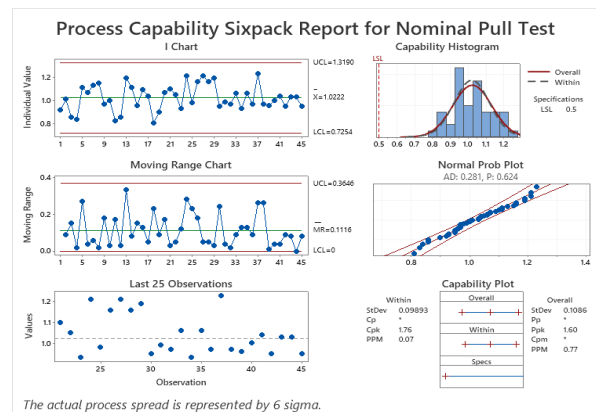 Process Capability Sixpack Report for Nominal Pull Test
I Chart
Individual Value
1.2
1.0
0.8
UCL=1.3190
X=1.0222
LCL=0.7254
1 5 9 13 17 21 25 29 33 37 41 45
Capability Histogram
LSL
Overall
Within
Specifications
LSL 0.5
0.5 0.6 0.7 0.8 0.9 1.0 1.1 1.2
Moving Range Chart
Moving Range
0.4
0.2
0.0
UCL=0.3646
MR=0.1116
LCL=0
1 5 9 13 17 21 25 29 33 37 41 45
Normal Prob Plot
AD: 0.281, P: 0.624
0.8 1.0 1.2 1.4
Last 25 Observations
Values
1.2
1.1
1.0
25 30 35 40 45
Observation
Capability Plot
Within
StDev 0.09893
Cp *
Cpk 1.76
PPM 0.07
Overall
Within
Specs
Overall
StDev 0.1086
Pp *
Ppk 1.60
Cpm *
PPM 0.77
The actual process spread is represented by 6 sigma.